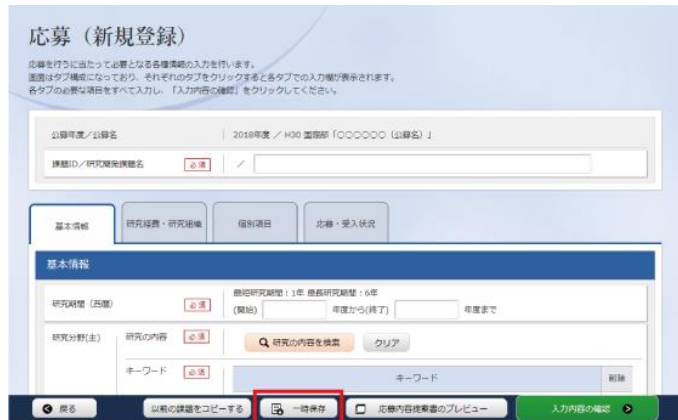 応募（新規登録）
応募を行うに当たって必要となる各種情報の入力を行います。
画面はタブ構成になっており、それぞれのタブをクリックすると各タブでの入力欄が表示されます。
各タブの必要な項目をすべて入力し、「入力内容の確認」をクリックしてください。
公募年度／公募名 2018年度 ／ H30 国際部「○○○○○○（公募名）」
課題ID／研究開発課題名 必須 ／
基本情報 研究経費・研究組織 個別項目 応募・受入状況
基本情報
最短研究期間：1年 最長研究期間：6年
研究期間（西暦） 必須 (開始) 年度から(終了) 年度まで
研究分野(主) 研究の内容 必須 研究の内容を検索 クリア
キーワード 必須 キーワード 削除
戻る 以前の課題をコピーする 一時保存 応募内容提案書のプレビュー 入力内容の確認